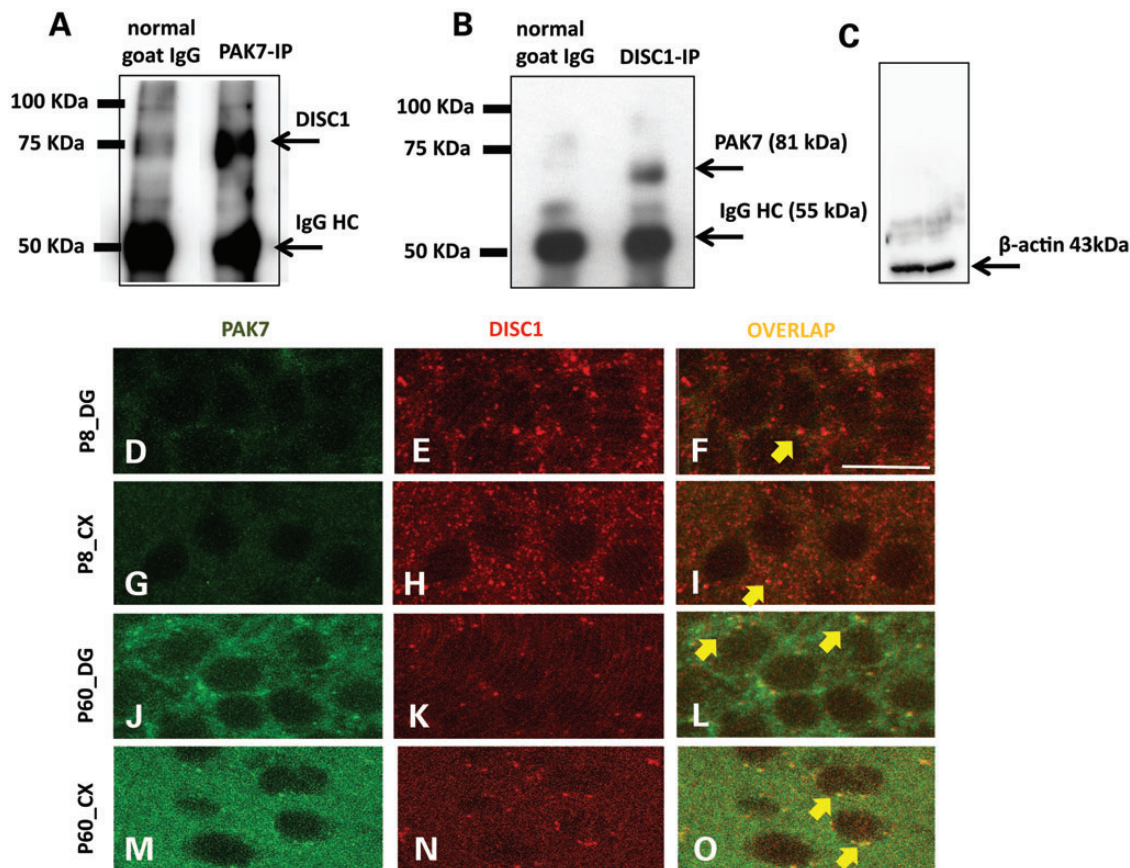 A
normal
goat IgG
PAK7-IP
100 KDa
75 KDa
50 KDa
DISC1
IgG HC
B
normal
goat IgG
DISC1-IP
100 KDa
75 KDa
50 KDa
PAK7 (81 kDa)
IgG HC (55 kDa)
C
β-actin 43kDa
PAK7
DISC1
OVERLAP
P8_DG
D
E
F
P8_CX
G
H
I
P60_DG
J
K
L
P60_CX
M
N
O